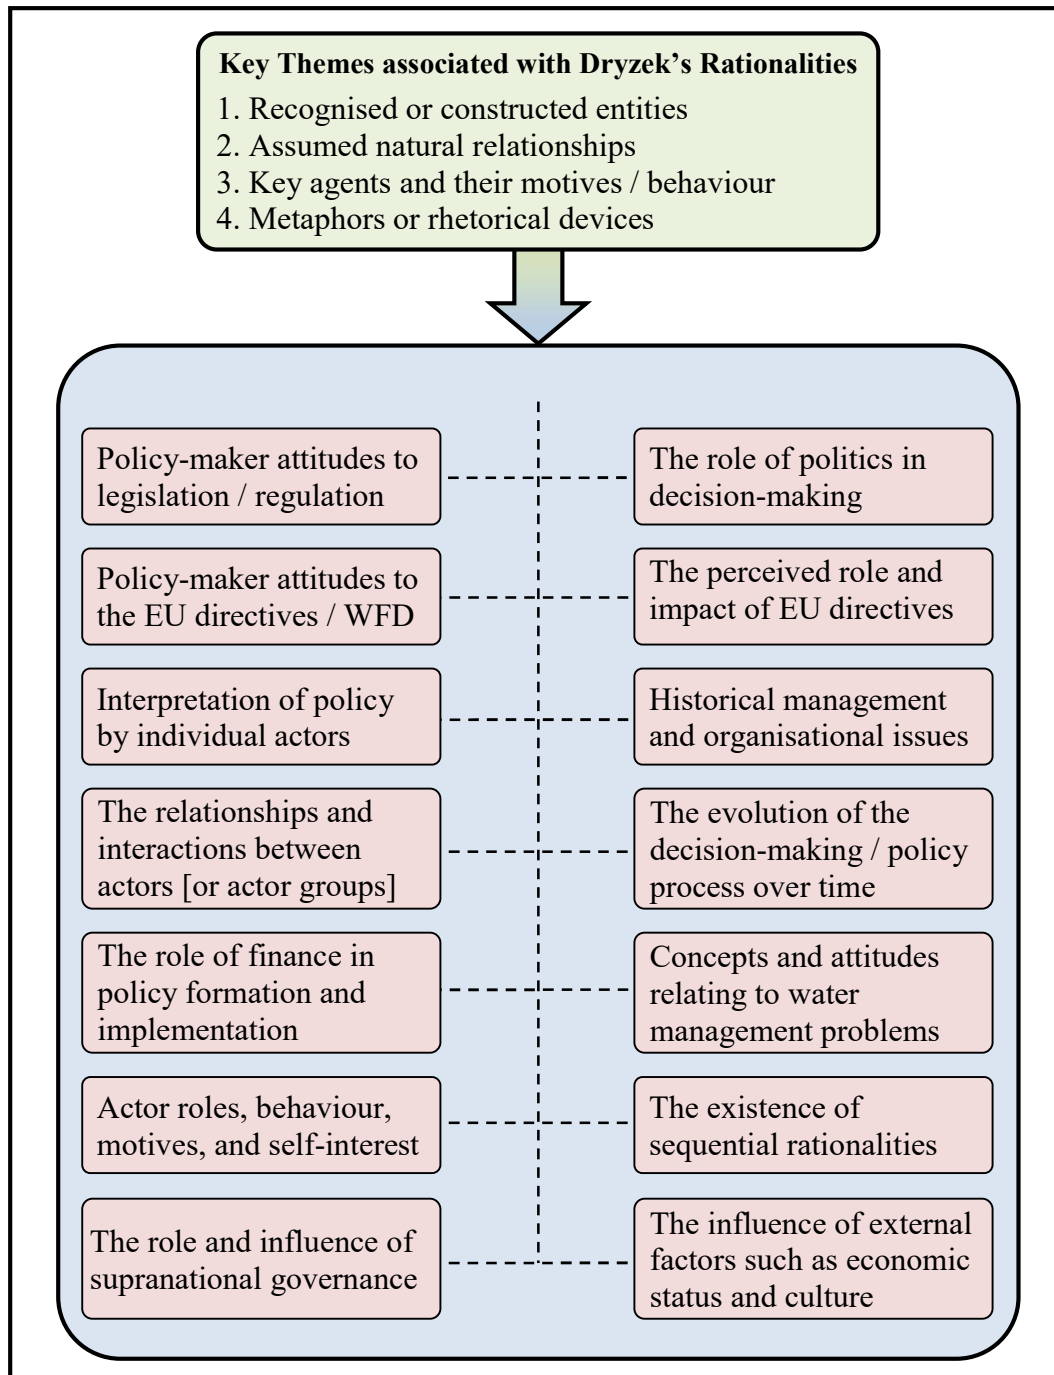 Key Themes associated with Dryzek’s Rationalities
1. Recognised or constructed entities
2. Assumed natural relationships
3. Key agents and their motives / behaviour
4. Metaphors or rhetorical devices
Policy-maker attitudes to
legislation / regulation
The role of politics in
decision-making
Policy-maker attitudes to
the EU directives / WFD
The perceived role and
impact of EU directives
Interpretation of policy
by individual actors
Historical management
and organisational issues
The relationships and
interactions between
actors [or actor groups]
The evolution of the
decision-making / policy
process over time
The role of finance in
policy formation and
implementation
Concepts and attitudes
relating to water
management problems
Actor roles, behaviour,
motives, and self-interest
The existence of
sequential rationalities
The role and influence of
supranational governance
The influence of external
factors such as economic
status and culture